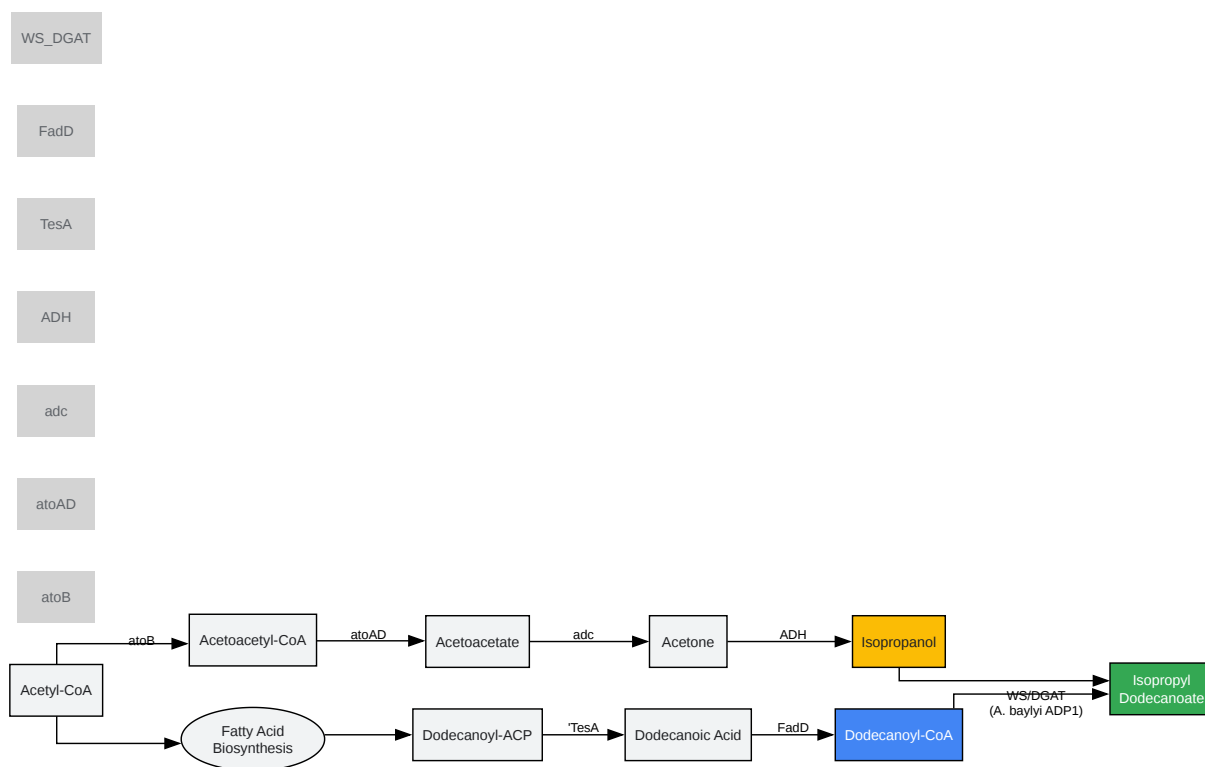 WS_DGAT
FadD
TesA
ADH
adc
atoAD
atoB
atoB
Acetoacetyl-CoA
atoAD
Acetoacetate
adc
Acetone
ADH
Isopropanol
Acetyl-CoA
Isopropyl
Dodecanoate
WS/DGAT
(A. baylyi ADP1)
Fatty Acid
Biosynthesis
Dodecanoyl-ACP
'TesA
Dodecanoic Acid
FadD
Dodecanoyl-CoA